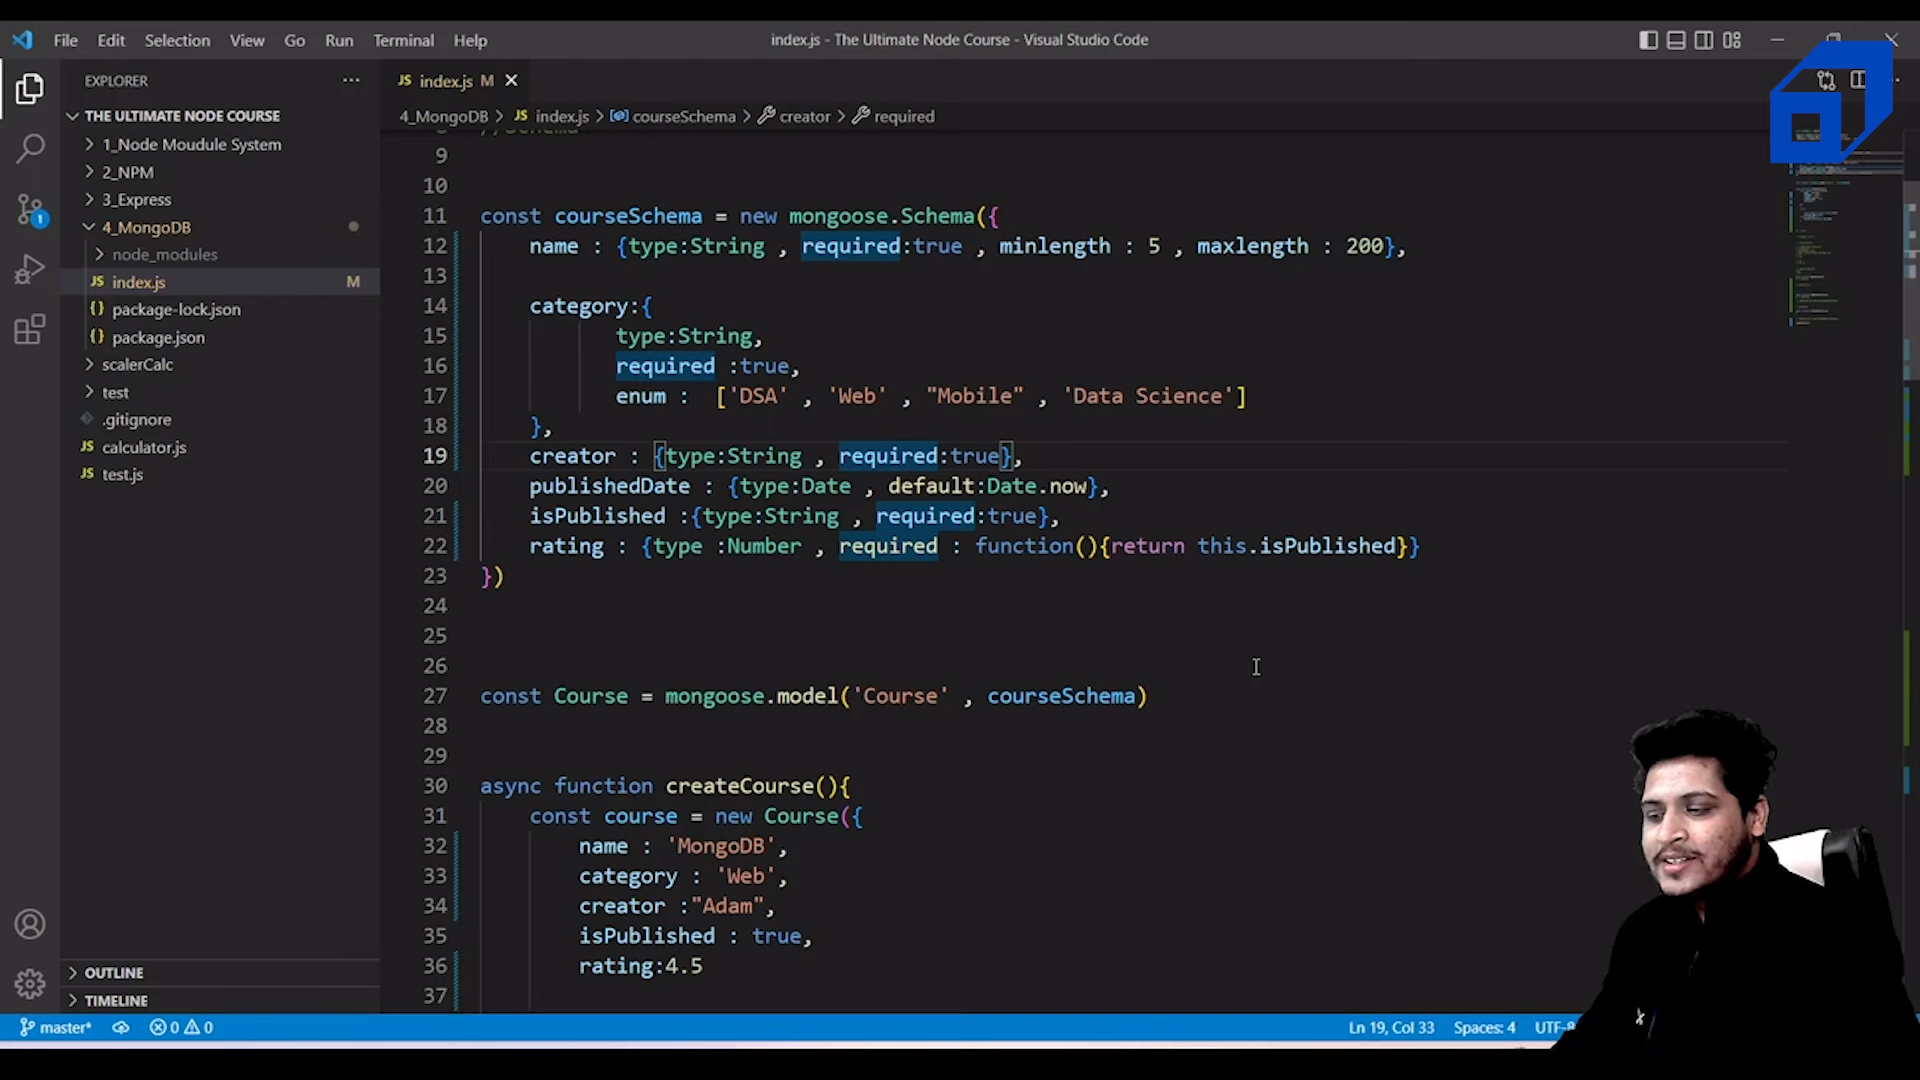 File Edit Selection View Go Run Terminal Help
index.js - The Ultimate Node Course - Visual Studio Code
EXPLORER
THE ULTIMATE NODE COURSE
1_Node Moudule System
2_NPM
3_Express
4_MongoDB
node_modules
JS index.js M
{} package-lock.json
{} package.json
scalerCalc
test
.gitignore
JS calculator.js
JS test.js
OUTLINE
TIMELINE
JS index.js M
4_MongoDB > JS index.js > courseSchema > creator > required
8 //Schema
9
10
11 const courseSchema = new mongoose.Schema({
12 name : {type:String , required:true , minlength : 5 , maxlength : 200},
13
14 category:{
15 type:String,
16 required :true,
17 enum : ['DSA' , 'Web' , "Mobile" , 'Data Science']
18 },
19 creator : {type:String , required:true},
20 publishedDate : {type:Date , default:Date.now},
21 isPublished :{type:String , required:true},
22 rating : {type :Number , required : function(){return this.isPublished}}
23 })
24
25
26
27 const Course = mongoose.model('Course' , courseSchema)
28
29
30 async function createCourse(){
31 const course = new Course({
32 name : 'MongoDB',
33 category : 'Web',
34 creator :"Adam",
35 isPublished : true,
36 rating:4.5
37
1
master* 0 0 Ln 19, Col 33 Spaces: 4 UTF-8